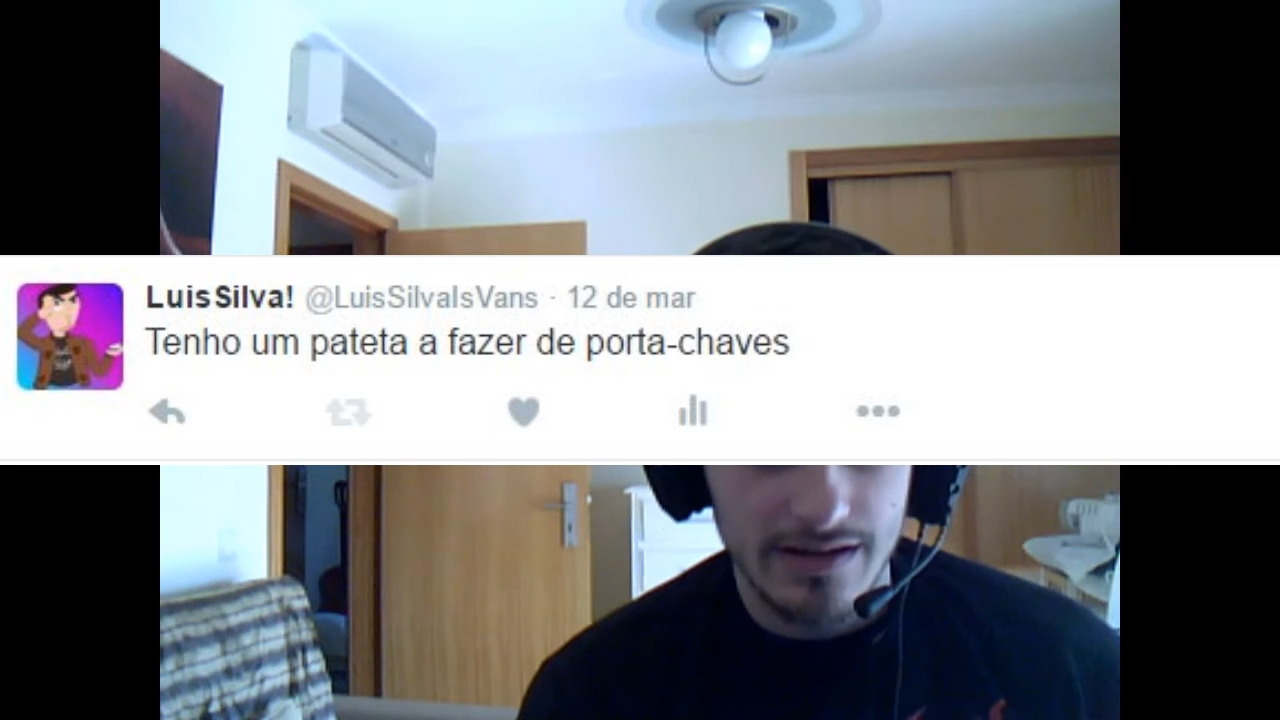 Luis Silva! @LuisSilvaIsVans · 12 de mar
Tenho um pateta a fazer de porta-chaves